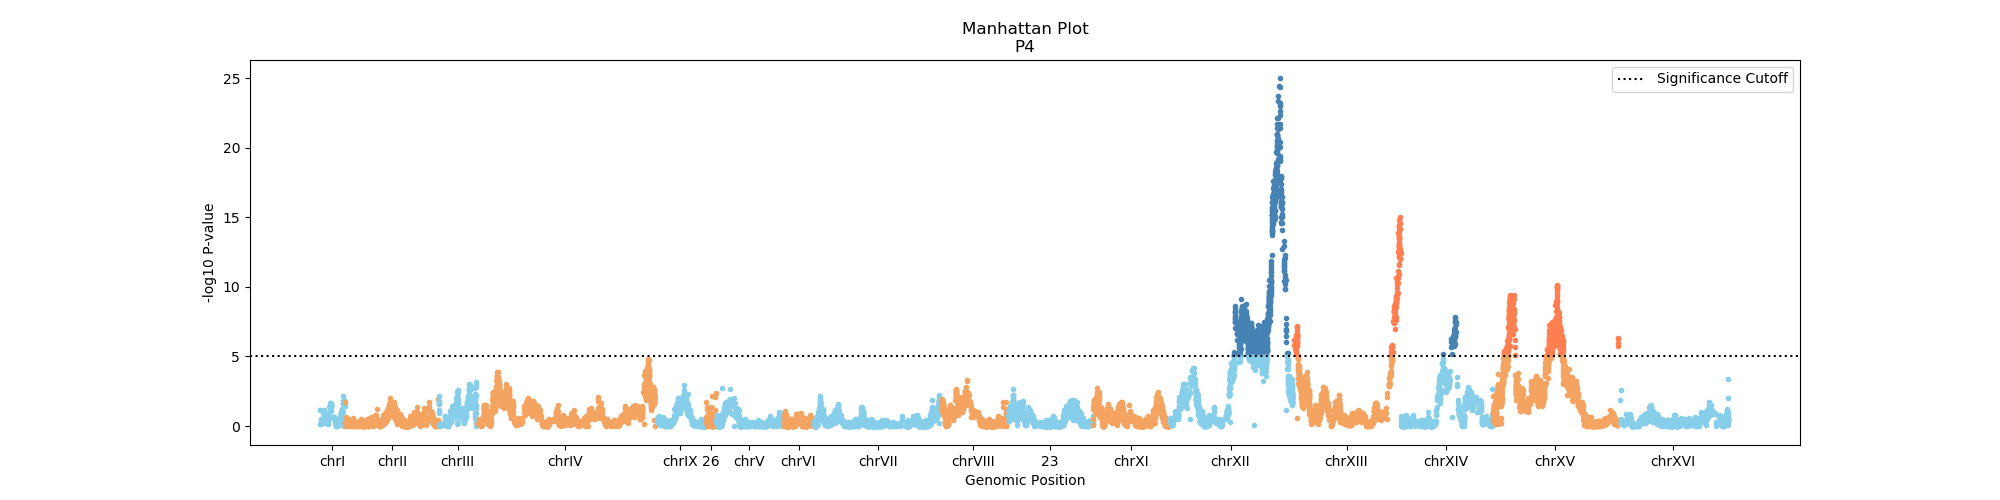 Manhattan Plot
P4
Significance Cutoff
-log10 P-value
25
20
15
10
5
0
chrI chrII chrIII chrIV chrIX 26 chrV chrVI chrVII chrVIII 23 chrXI chrXII chrXIII chrXIV chrXV chrXVI
Genomic Position